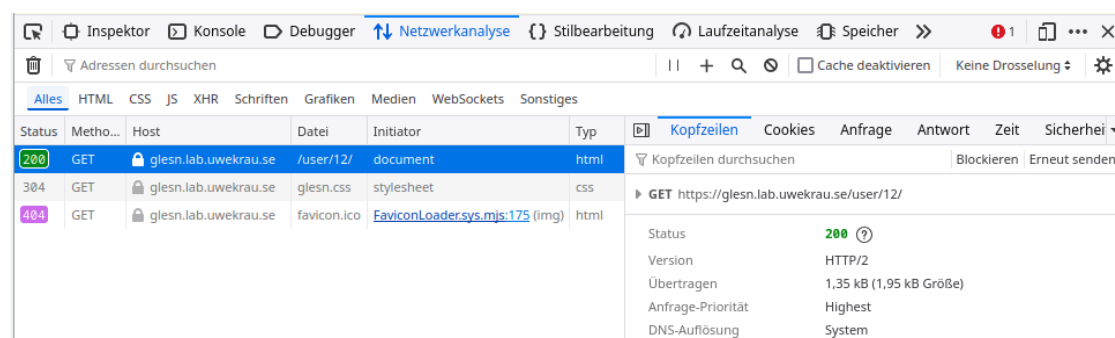 Inspektor Konsole Debugger Netzwerkanalyse {} Stilbearbeitung Laufzeitanalyse Speicher 1
Adressen durchsuchen Cache deaktivieren Keine Drosselung
Alles HTML CSS JS XHR Schriften Grafiken Medien WebSockets Sonstiges
Status Metho... Host Datei Initiator Typ
200 GET glesn.lab.uwekrau.se /user/12/ document html
304 GET glesn.lab.uwekrau.se glesn.css stylesheet css
404 GET glesn.lab.uwekrau.se favicon.ico FaviconLoader.sys.mjs:175 (img) html
Kopfzeilen Cookies Anfrage Antwort Zeit Sicherhei
Kopfzeilen durchsuchen Blockieren Erneut senden
GET https://glesn.lab.uwekrau.se/user/12/
Status 200 ?
Version HTTP/2
Übertragen 1,35 kB (1,95 kB Größe)
Anfrage-Priorität Highest
DNS-Auflösung System